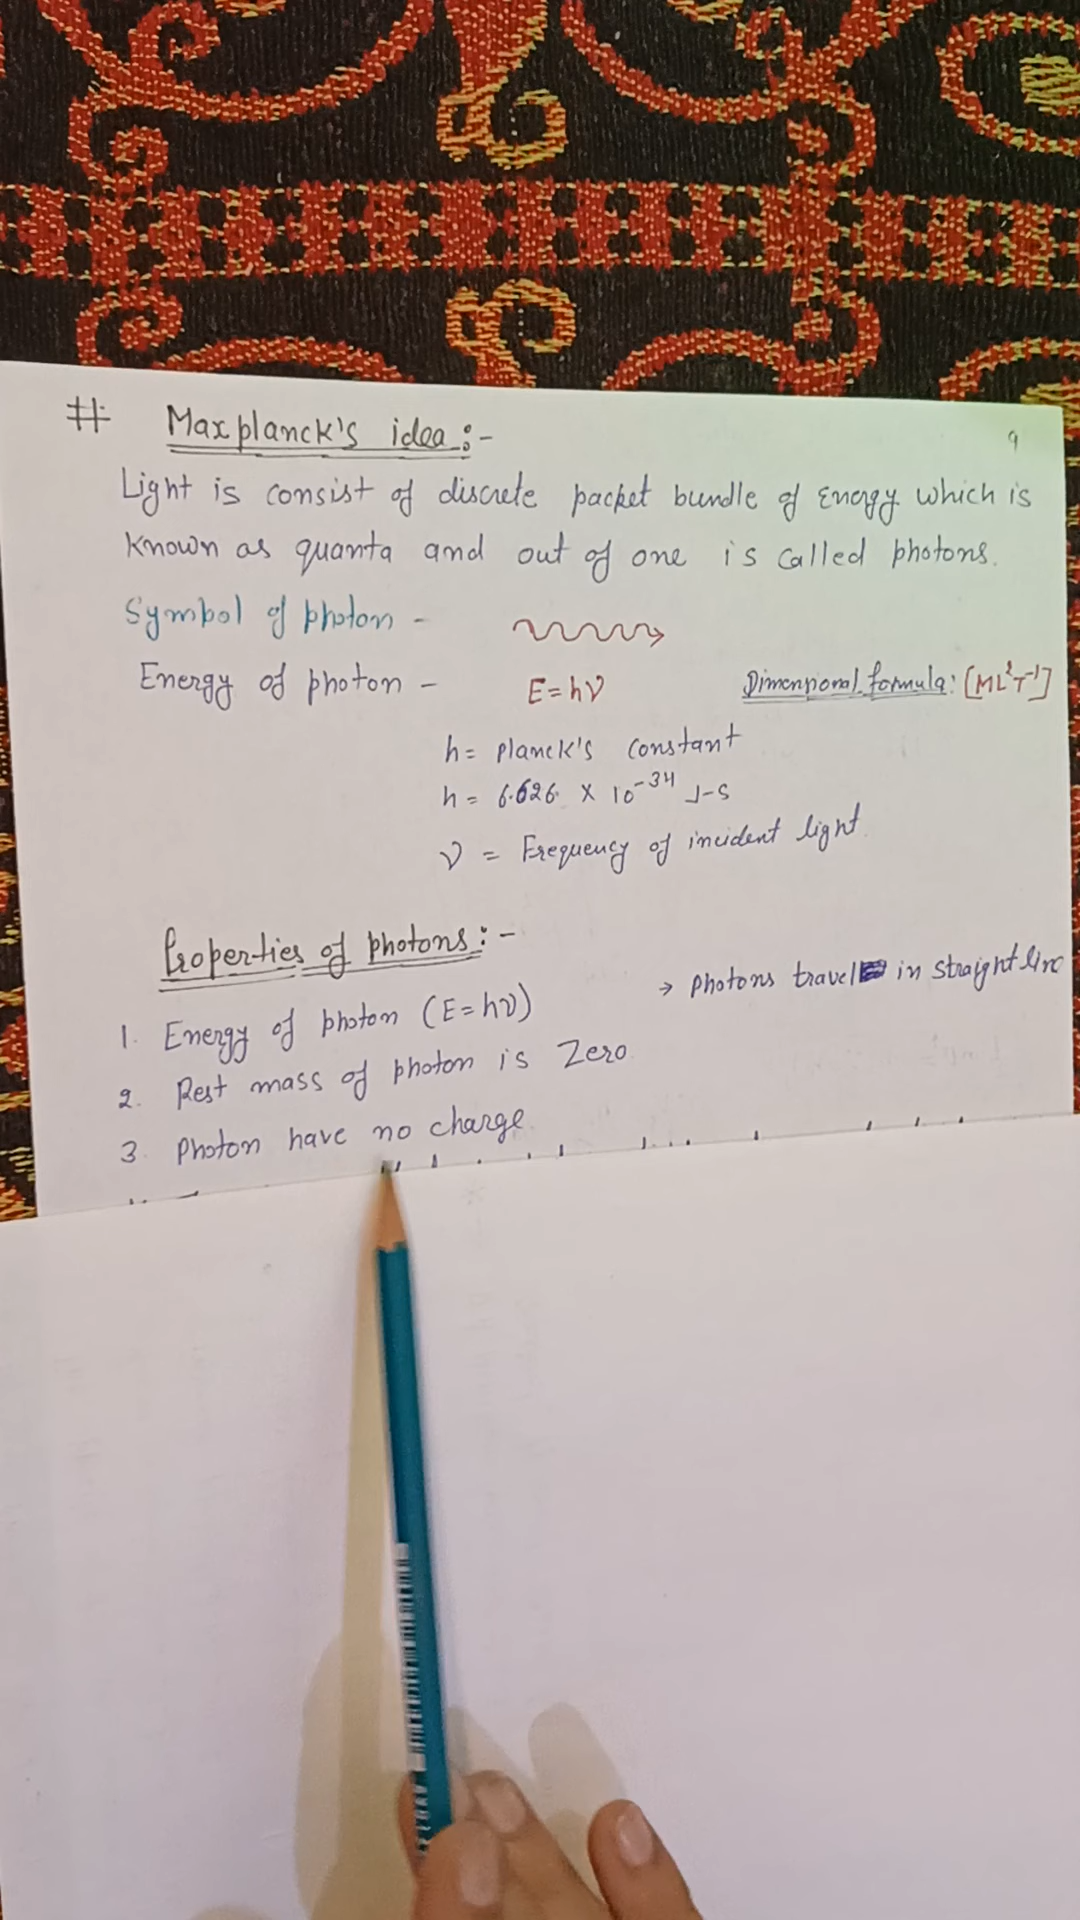 # Max planck's idea :-
9
Light is consist of discrete packet bundle of Energy which is
known as quanta and out of one is called photons.
Symbol of photon -
Energy of photon - E=hν Dimensional formula: [ML²T⁻¹]
h = planck's constant
h = 6.626 × 10⁻³⁴ J-S
ν = Frequency of incident light.
Properties of photons :-
→ Photons travel in straight line
1. Energy of photon (E=hν)
2. Rest mass of photon is Zero.
3. Photon have no charge.